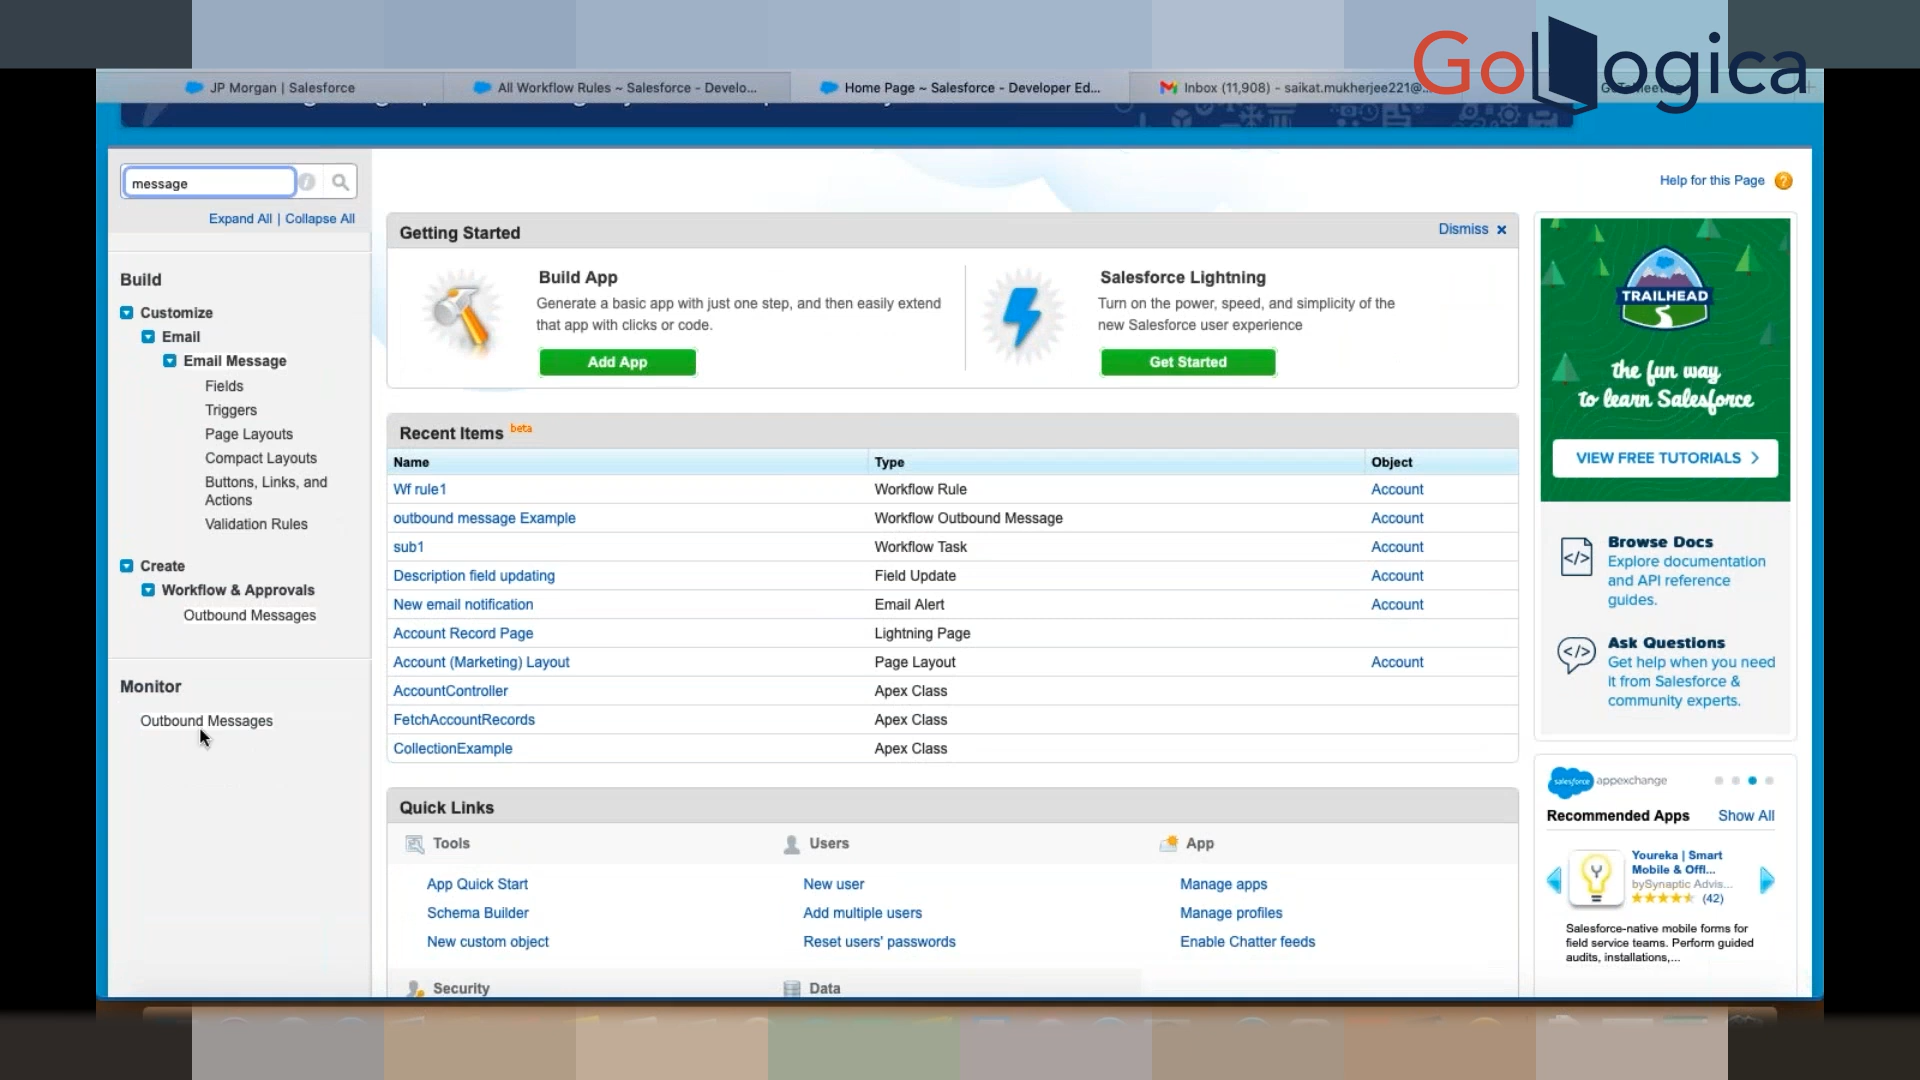 GoLogica
JP Morgan | Salesforce
All Workflow Rules ~ Salesforce - Develo...
Home Page ~ Salesforce - Developer Ed...
Inbox (11,908) - saikat.mukherjee221@...
message
Expand All | Collapse All
Build
Customize
Email
Email Message
Fields
Triggers
Page Layouts
Compact Layouts
Buttons, Links, and
Actions
Validation Rules
Create
Workflow & Approvals
Outbound Messages
Monitor
Outbound Messages
Help for this Page
Getting Started
Dismiss
Build App
Generate a basic app with just one step, and then easily extend
that app with clicks or code.
Add App
Salesforce Lightning
Turn on the power, speed, and simplicity of the
new Salesforce user experience
Get Started
Recent Items beta
Name Type Object
Wf rule1 Workflow Rule Account
outbound message Example Workflow Outbound Message Account
sub1 Workflow Task Account
Description field updating Field Update Account
New email notification Email Alert Account
Account Record Page Lightning Page
Account (Marketing) Layout Page Layout Account
AccountController Apex Class
FetchAccountRecords Apex Class
CollectionExample Apex Class
Quick Links
Tools Users App
App Quick Start New user Manage apps
Schema Builder Add multiple users Manage profiles
New custom object Reset users' passwords Enable Chatter feeds
Security Data
TRAILHEAD
the fun way
to learn Salesforce
VIEW FREE TUTORIALS
Browse Docs
Explore documentation
and API reference
guides.
Ask Questions
Get help when you need
it from Salesforce &
community experts.
salesforce appexchange
Recommended Apps Show All
Youreka | Smart
Mobile & Offl...
bySynaptic Advis...
(42)
Salesforce-native mobile forms for
field service teams. Perform guided
audits, installations,...